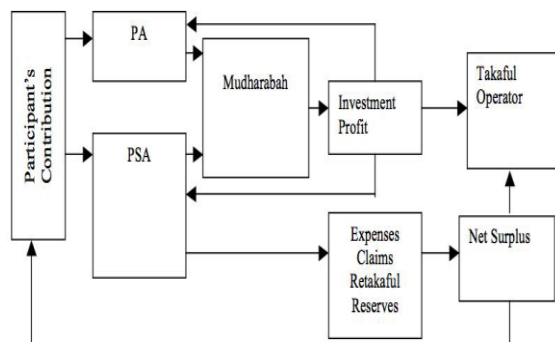 Participant's
Contribution
PA
PSA
Mudharabah
Investment
Profit
Takaful
Operator
Expenses
Claims
Retakaful
Reserves
Net Surplus